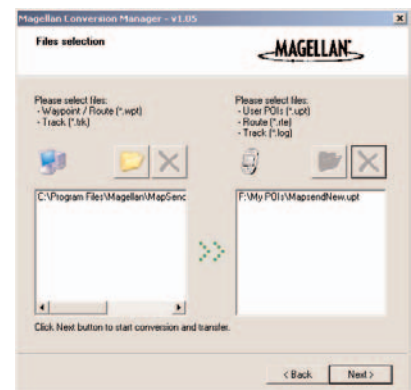 Magellan Conversion Manager - v1.05
Files selection
MAGELLAN
Please select files:
- Waypoint / Route (*.wpt)
- Track (*.trk)
Please select files:
- User POIs (*.upt)
- Route (*.rte)
- Track (*.log)
C:\Program Files\Magellan\MapSenc
F:\My POIs\MapsendNew.upt
Click Next button to start conversion and transfer.
< Back
Next >